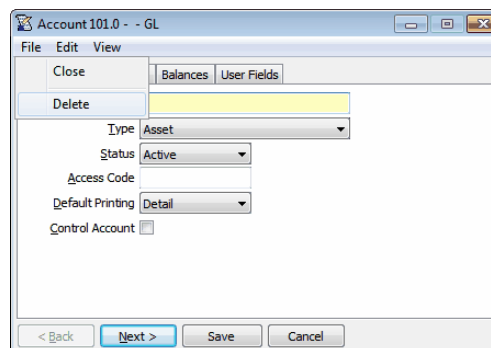 Account 101.0 - - GL
File Edit View
Close
Delete
Balances User Fields
Type Asset
Status Active
Access Code
Default Printing Detail
Control Account
< Back Next > Save Cancel